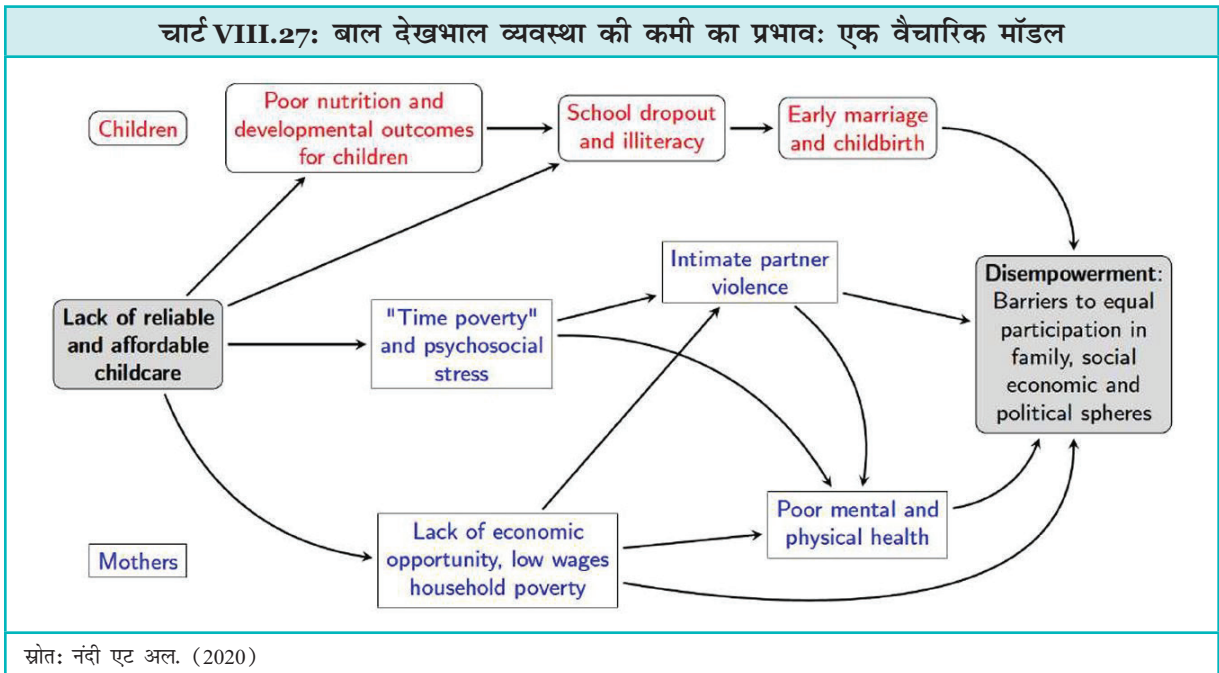 चार्ट VIII.27: बाल देखभाल व्यवस्था की कमी का प्रभावः एक वैचारिक मॉडल
Children
Poor nutrition and
developmental outcomes
for children
School dropout
and illiteracy
Early marriage
and childbirth
Lack of reliable
and affordable
childcare
"Time poverty"
and psychosocial
stress
Intimate partner
violence
Disempowerment:
Barriers to equal
participation in
family, social
economic and
political spheres
Mothers
Lack of economic
opportunity, low wages
household poverty
Poor mental and
physical health
स्रोतः नंदी एट अल. (2020)